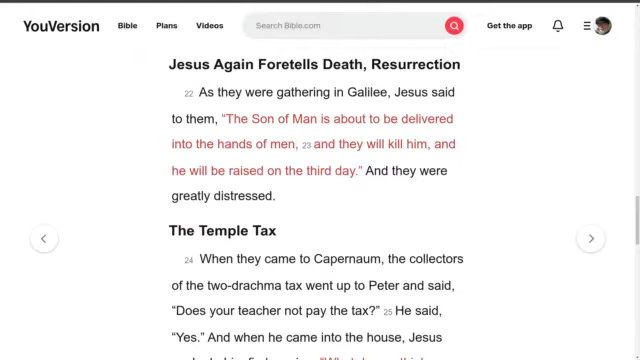 YouVersion Bible Plans Videos Search Bible.com Get the app
Jesus Again Foretells Death, Resurrection
22 As they were gathering in Galilee, Jesus said
to them, “The Son of Man is about to be delivered
into the hands of men, 23 and they will kill him, and
he will be raised on the third day.” And they were
greatly distressed.
The Temple Tax
24 When they came to Capernaum, the collectors
of the two-drachma tax went up to Peter and said,
“Does your teacher not pay the tax?” 25 He said,
“Yes.” And when he came into the house, Jesus